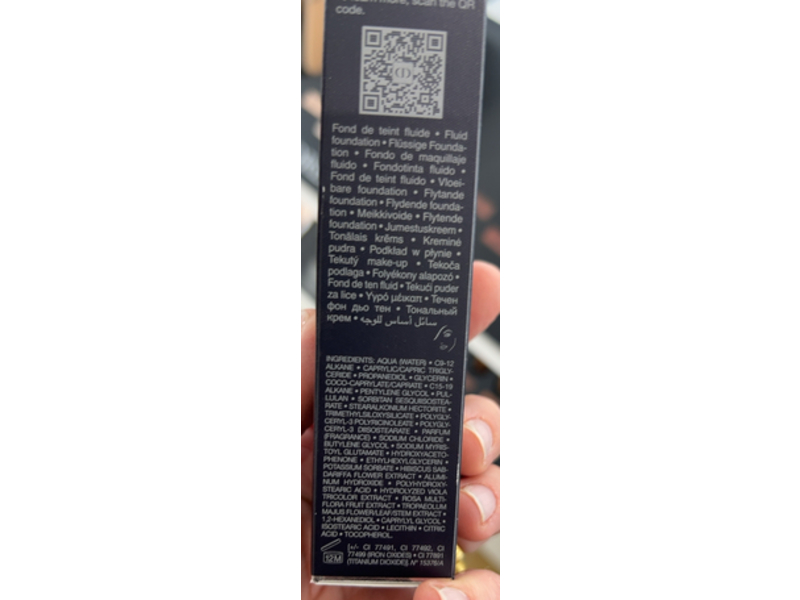 learn more, scan the QR
code.
Fond de teint fluide • Fluid
foundation • Flüssige Founda-
tion • Fondo de maquillaje
fluido • Fondotinta fluido •
Fond de teint fluido • Vloei-
bare foundation • Flytande
foundation • Flydende founda-
tion • Meikkivoide • Flytende
foundation • Jumestuskreem •
Tonālais krēms • Kreminė
pudra • Podkład w płynie •
Tekutý make-up • Tekoča
podlaga • Folyékony alapozó •
Fond de ten fluid • Tekući puder
za lice • Υγρό μέικαπ • Течен
фон дьо тен • Тональный
крем • سائل أساس للوجه
INGREDIENTS: AQUA (WATER) • C9-12
ALKANE • CAPRYLIC/CAPRIC TRIGLY-
CERIDE • PROPANEDIOL • GLYCERIN •
COCO-CAPRYLATE/CAPRATE • C15-19
ALKANE • PENTYLENE GLYCOL • PUL-
LULAN • SORBITAN SESQUIISOSTEA-
RATE • STEARALKONIUM HECTORITE •
TRIMETHYLSILOXYSILICATE • POLYGLY-
CERYL-3 POLYRICINOLEATE • POLYGLY-
CERYL-3 DIISOSTEARATE • PARFUM
(FRAGRANCE) • SODIUM CHLORIDE •
BUTYLENE GLYCOL • SODIUM MYRIS-
TOYL GLUTAMATE • HYDROXYACETO-
PHENONE • ETHYLHEXYLGLYCERIN •
POTASSIUM SORBATE • HIBISCUS SAB-
DARIFFA FLOWER EXTRACT • ALUMI-
NUM HYDROXIDE • POLYHYDROXY-
STEARIC ACID • HYDROLYZED VIOLA
TRICOLOR EXTRACT • ROSA MULTI-
FLORA FRUIT EXTRACT • TROPAEOLUM
MAJUS FLOWER/LEAF/STEM EXTRACT •
1,2-HEXANEDIOL • CAPRYLYL GLYCOL •
ISOSTEARIC ACID • LECITHIN • CITRIC
ACID • TOCOPHEROL.
[+/- CI 77491, CI 77492, CI
12M 77499 (IRON OXIDES) • CI 77891
(TITANIUM DIOXIDE)] N° 15376/A